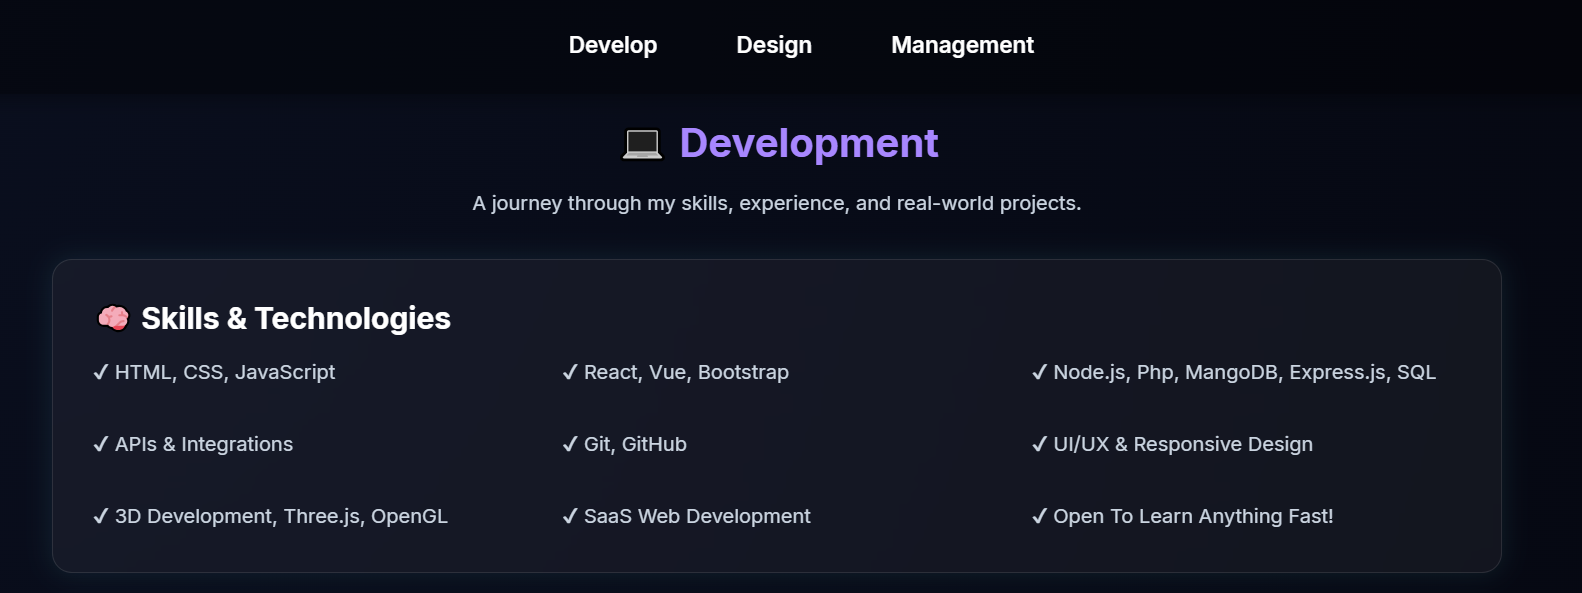 Develop Design Management
💻 Development
A journey through my skills, experience, and real-world projects.
🧠 Skills & Technologies
✓ HTML, CSS, JavaScript
✓ React, Vue, Bootstrap
✓ Node.js, Php, MangoDB, Express.js, SQL
✓ APIs & Integrations
✓ Git, GitHub
✓ UI/UX & Responsive Design
✓ 3D Development, Three.js, OpenGL
✓ SaaS Web Development
✓ Open To Learn Anything Fast!